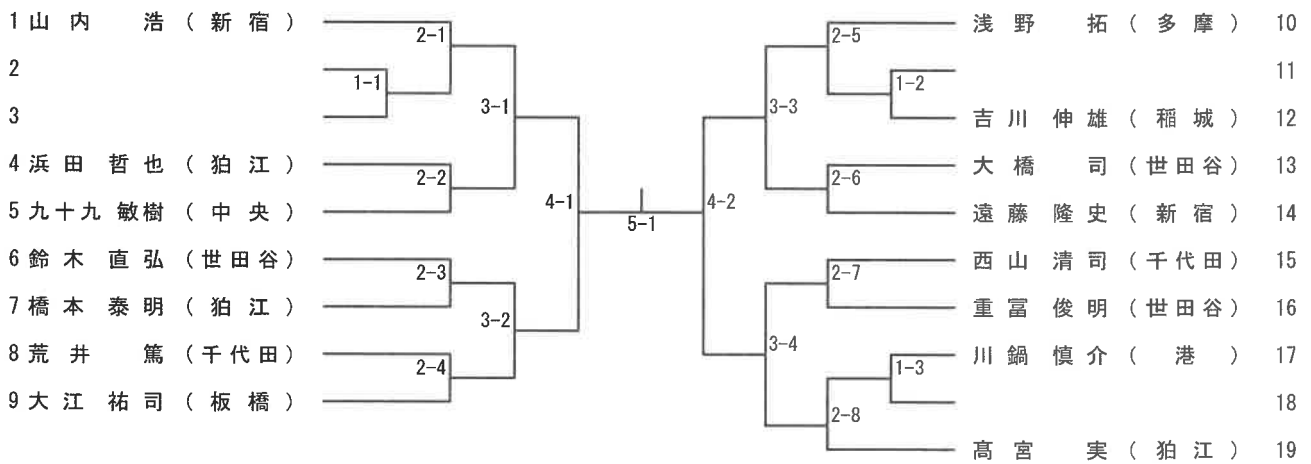 1 山内 浩 (新宿)
2-1
2
1-1
3
3-1
4 浜田 哲也 (狛江)
2-2
5 九十九 敏樹 (中央)
4-1
6 鈴木 直弘 (世田谷)
2-3
7 橋本 泰明 (狛江)
3-2
8 荒井 篤 (千代田)
2-4
9 大江 祐司 (板橋)
5-1
浅野 拓 (多摩) 10
2-5
11
1-2
吉川 伸雄 (稲城) 12
3-3
大橋 司 (世田谷) 13
2-6
遠藤 隆史 (新宿) 14
4-2
西山 清司 (千代田) 15
2-7
重冨 俊明 (世田谷) 16
3-4
川鍋 慎介 (港) 17
1-3
18
2-8
髙宮 実 (狛江) 19